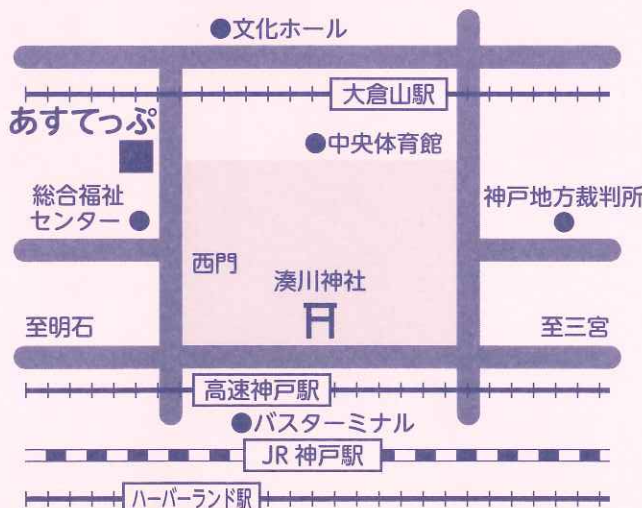 文化ホール
大倉山駅
あすてっぷ
中央体育館
総合福祉
センター
神戸地方裁判所
西門
湊川神社
至明石
至三宮
高速神戸駅
バスターミナル
JR 神戸駅
ハーバーランド駅